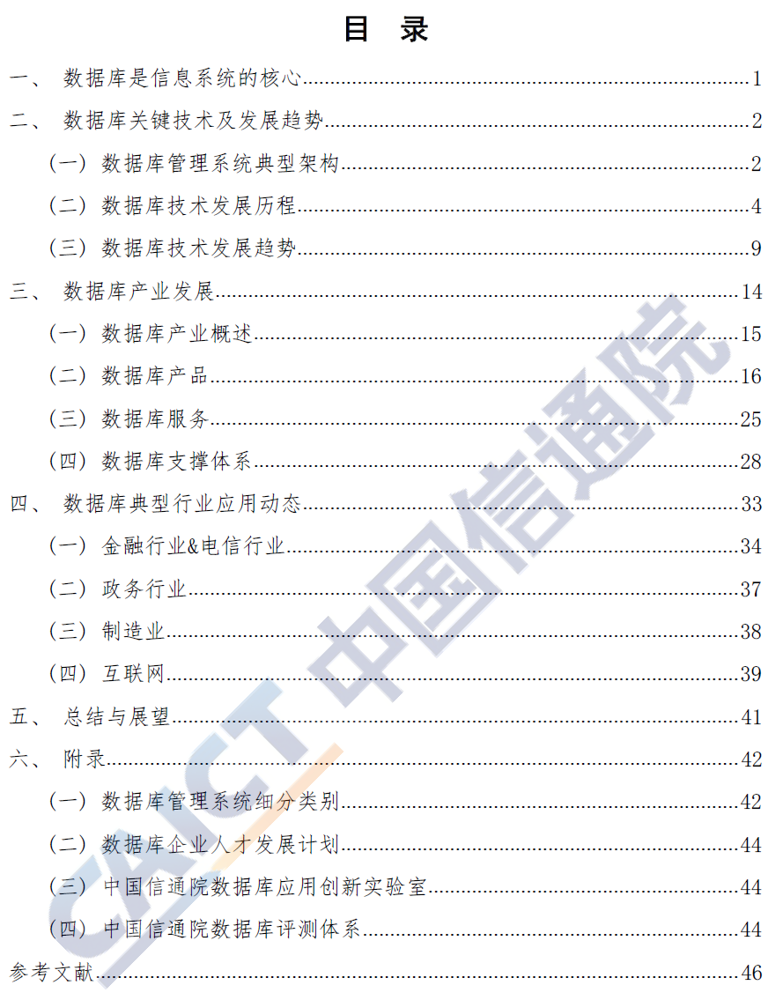 目 录
一、 数据库是信息系统的核心........................1
二、 数据库关键技术及发展趋势........................2
(一) 数据库管理系统典型架构........................2
(二) 数据库技术发展历程........................4
(三) 数据库技术发展趋势........................9
三、 数据库产业发展........................14
(一) 数据库产业概述........................15
(二) 数据库产品........................16
(三) 数据库服务........................25
(四) 数据库支撑体系........................28
四、 数据库典型行业应用动态........................33
(一) 金融行业&电信行业........................34
(二) 政务行业........................37
(三) 制造业........................38
(四) 互联网........................39
五、 总结与展望........................41
六、 附录........................42
(一) 数据库管理系统细分类别........................42
(二) 数据库企业人才发展计划........................44
(三) 中国信通院数据库应用创新实验室........................44
(四) 中国信通院数据库评测体系........................44
参考文献........................46
CAICT 中国信通院